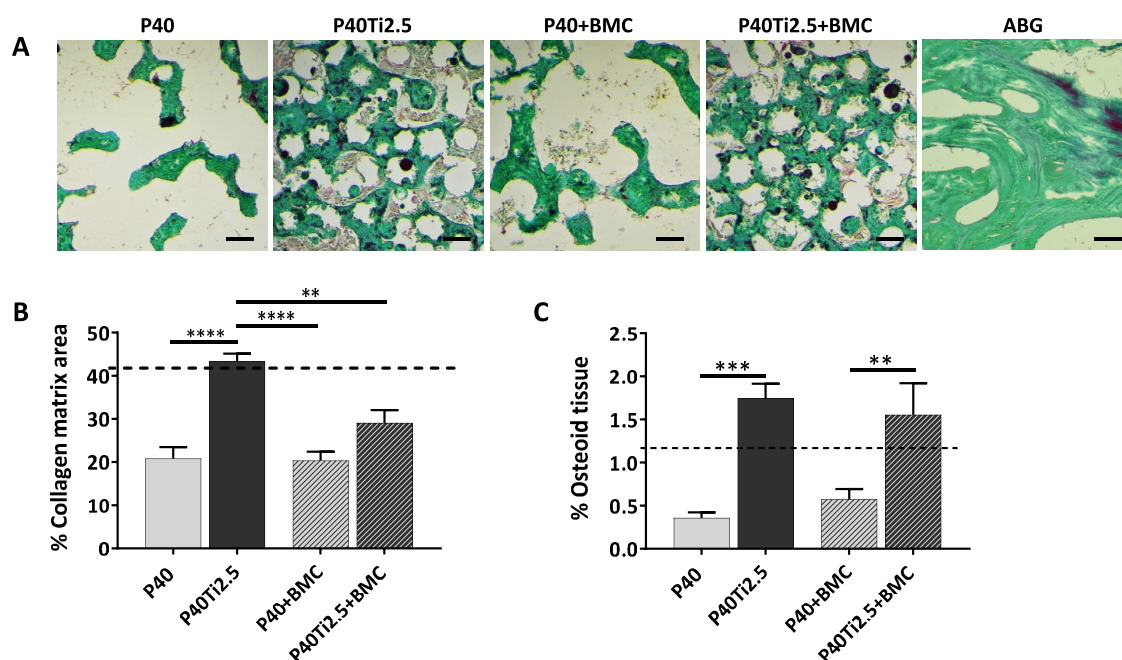 P40 P40Ti2.5 P40+BMC P40Ti2.5+BMC ABG
A
B
C
% Collagen matrix area
50
40
30
20
10
0
****
****
**
P40
P40Ti2.5
P40+BMC
P40Ti2.5+BMC
% Osteoid tissue
2.5
2.0
1.5
1.0
0.5
0.0
***
**
P40
P40Ti2.5
P40+BMC
P40Ti2.5+BMC